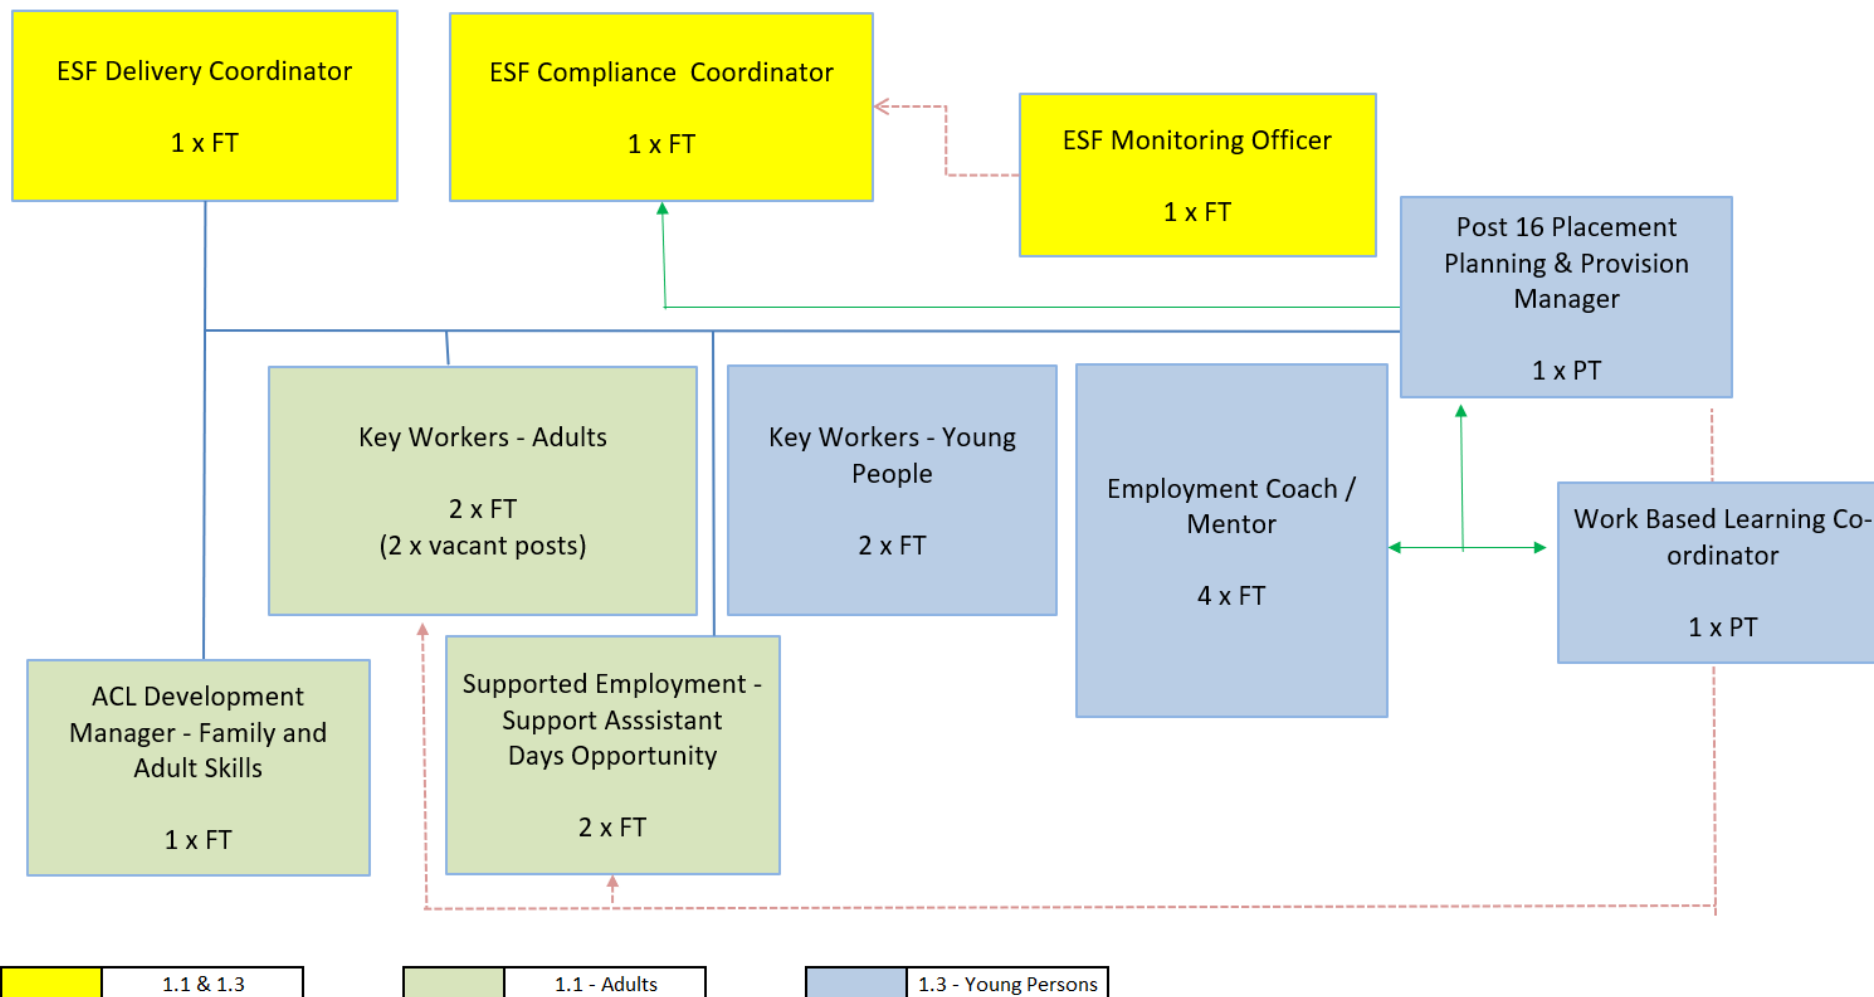 ESF Delivery Coordinator
1 x FT
ESF Compliance Coordinator
1 x FT
ESF Monitoring Officer
1 x FT
Post 16 Placement
Planning & Provision
Manager
1 x PT
Key Workers - Adults
2 x FT
(2 x vacant posts)
Key Workers - Young
People
2 x FT
Employment Coach /
Mentor
4 x FT
Work Based Learning Co-
ordinator
1 x PT
ACL Development
Manager - Family and
Adult Skills
1 x FT
Supported Employment -
Support Asssistant
Days Opportunity
2 x FT
1.1 & 1.3
1.1 - Adults
1.3 - Young Persons